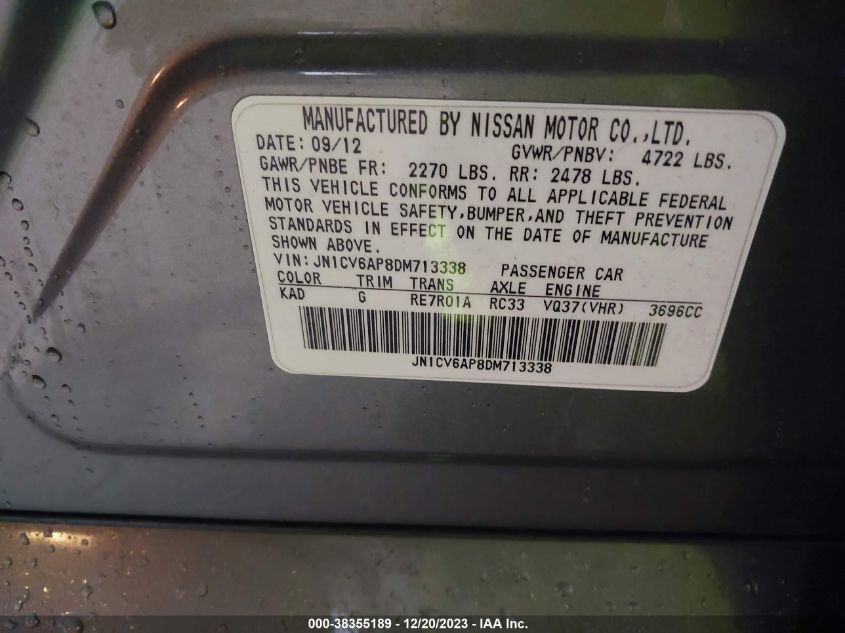 MANUFACTURED BY NISSAN MOTOR CO.,LTD.
DATE: 09/12 GVWR/PNBV: 4722 LBS.
GAWR/PNBE FR: 2270 LBS. RR: 2478 LBS.
THIS VEHICLE CONFORMS TO ALL APPLICABLE FEDERAL
MOTOR VEHICLE SAFETY,BUMPER,AND THEFT PREVENTION
STANDARDS IN EFFECT ON THE DATE OF MANUFACTURE
SHOWN ABOVE.
VIN:JN1CV6AP8DM713338 PASSENGER CAR
COLOR TRIM TRANS AXLE ENGINE
KAD G RE7R01A RC33 VQ37(VHR) 3696CC
JN1CV6AP8DM713338
000-38355189 - 12/20/2023 - IAA Inc.